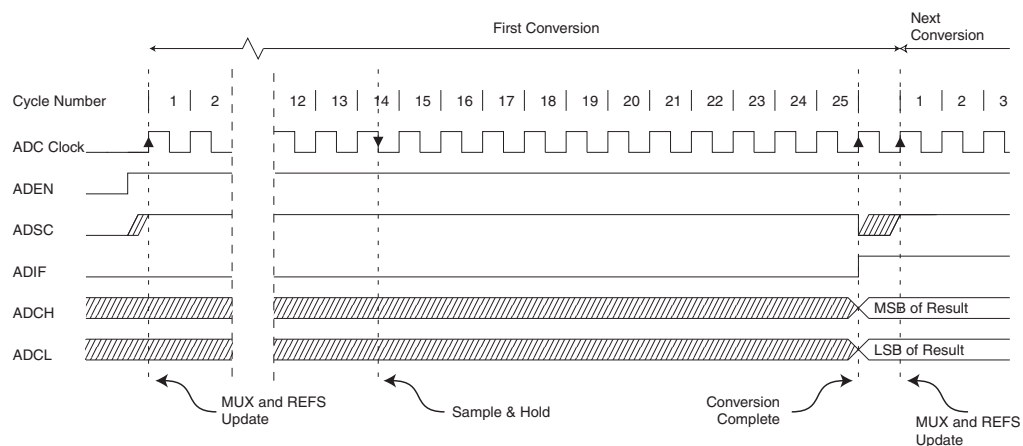 First Conversion
Next
Conversion
Cycle Number 1 2 12 13 14 15 16 17 18 19 20 21 22 23 24 25 1 2 3
ADC Clock
ADEN
ADSC
ADIF
ADCH
MSB of Result
ADCL
LSB of Result
MUX and REFS
Update
Sample & Hold
Conversion
Complete
MUX and REFS
Update